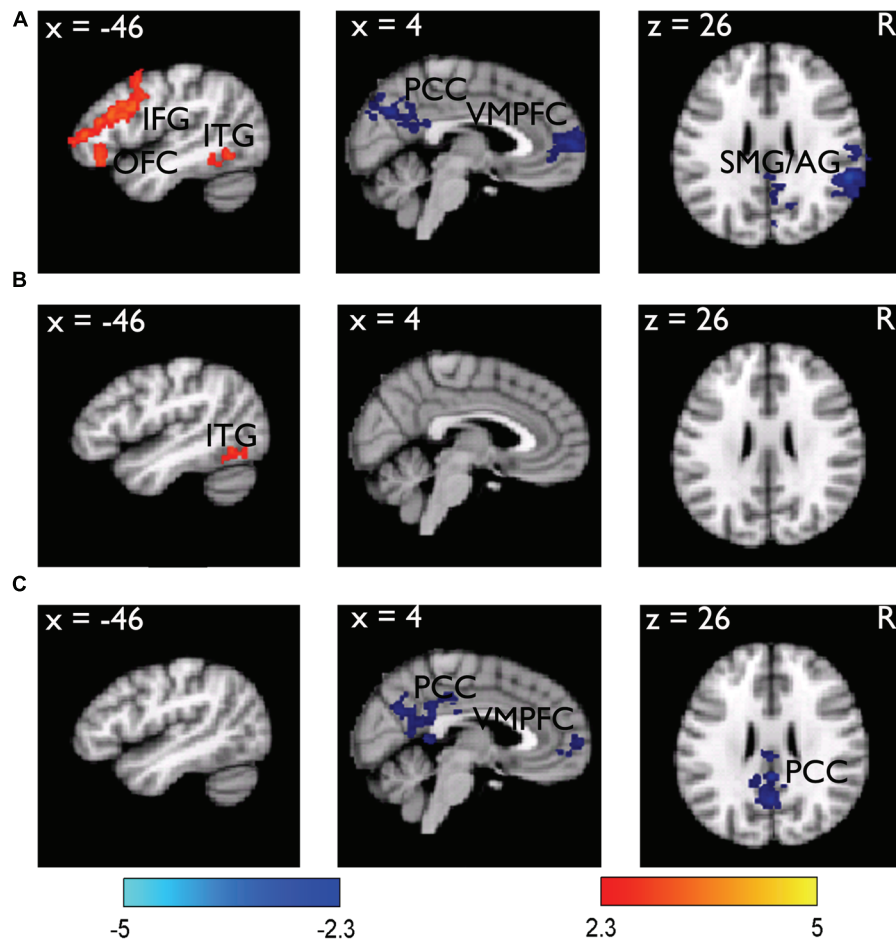 A
x = -46
x = 4
z = 26
R
IFG
ITG
OFC
PCC
VMPFC
SMG/AG
B
x = -46
x = 4
z = 26
R
ITG
C
x = -46
x = 4
z = 26
R
PCC
VMPFC
PCC
-5
-2.3
2.3
5